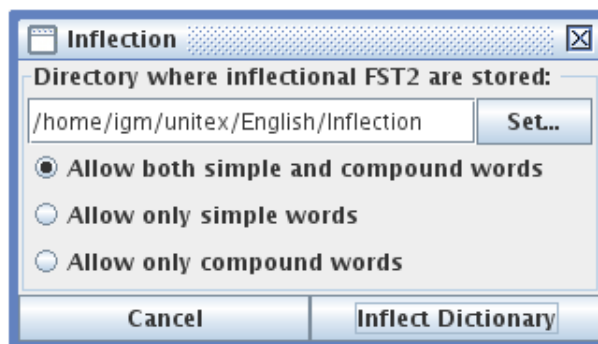 Inflection
Directory where inflectional FST2 are stored:
/home/igm/unitex/English/Inflection Set...
Allow both simple and compound words
Allow only simple words
Allow only compound words
Cancel Inflect Dictionary